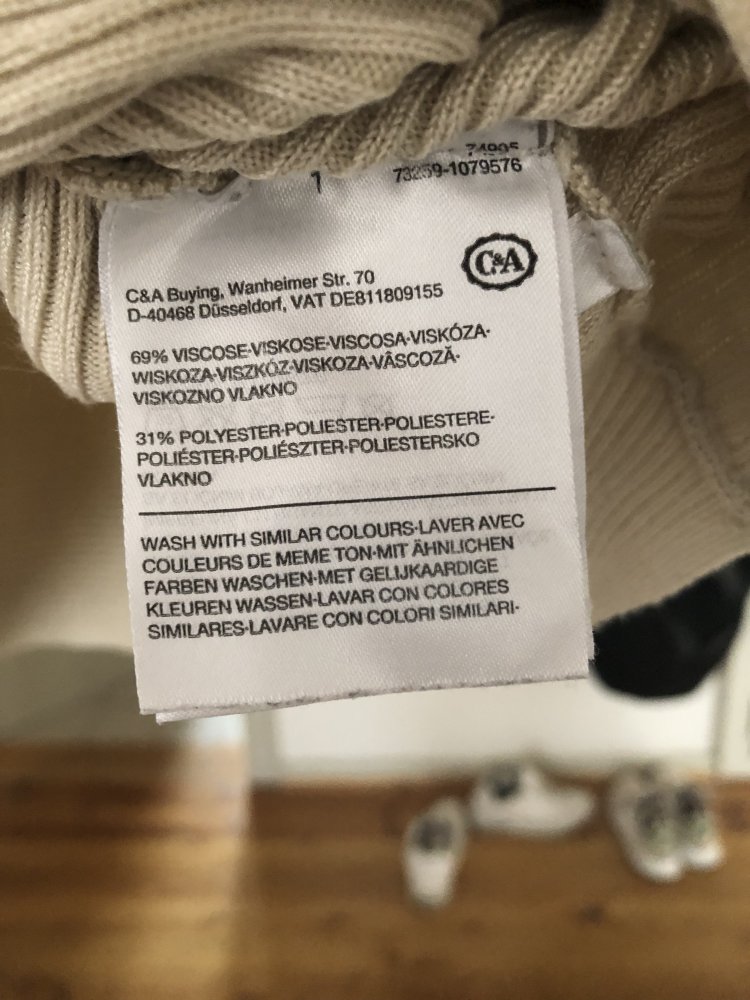 74905
1
73259-1079576
C&A
C&A Buying, Wanheimer Str. 70
D-40468 Düsseldorf, VAT DE811809155
69% VISCOSE·VISKOSE·VISCOSA·VISKÓZA·
WISKOZA·VISZKÓZ·VISKOZA·VÂSCOZĂ·
VISKOZNO VLAKNO
31% POLYESTER·POLIESTER·POLIESTERE·
POLIÉSTER·POLIÉSZTER·POLIESTERSKO
VLAKNO
WASH WITH SIMILAR COLOURS·LAVER AVEC
COULEURS DE MEME TON·MIT ÄHNLICHEN
FARBEN WASCHEN·MET GELIJKAARDIGE
KLEUREN WASSEN·LAVAR CON COLORES
SIMILARES·LAVARE CON COLORI SIMILARI·